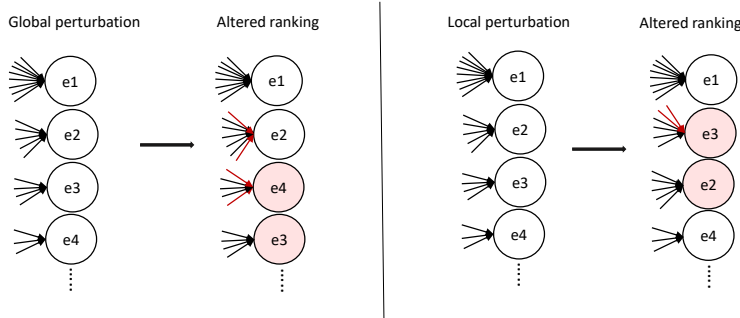 Global perturbation
Altered ranking
e1
e1
e2
e2
e3
e4
e4
e3
Local perturbation
Altered ranking
e1
e1
e2
e3
e3
e2
e4
e4